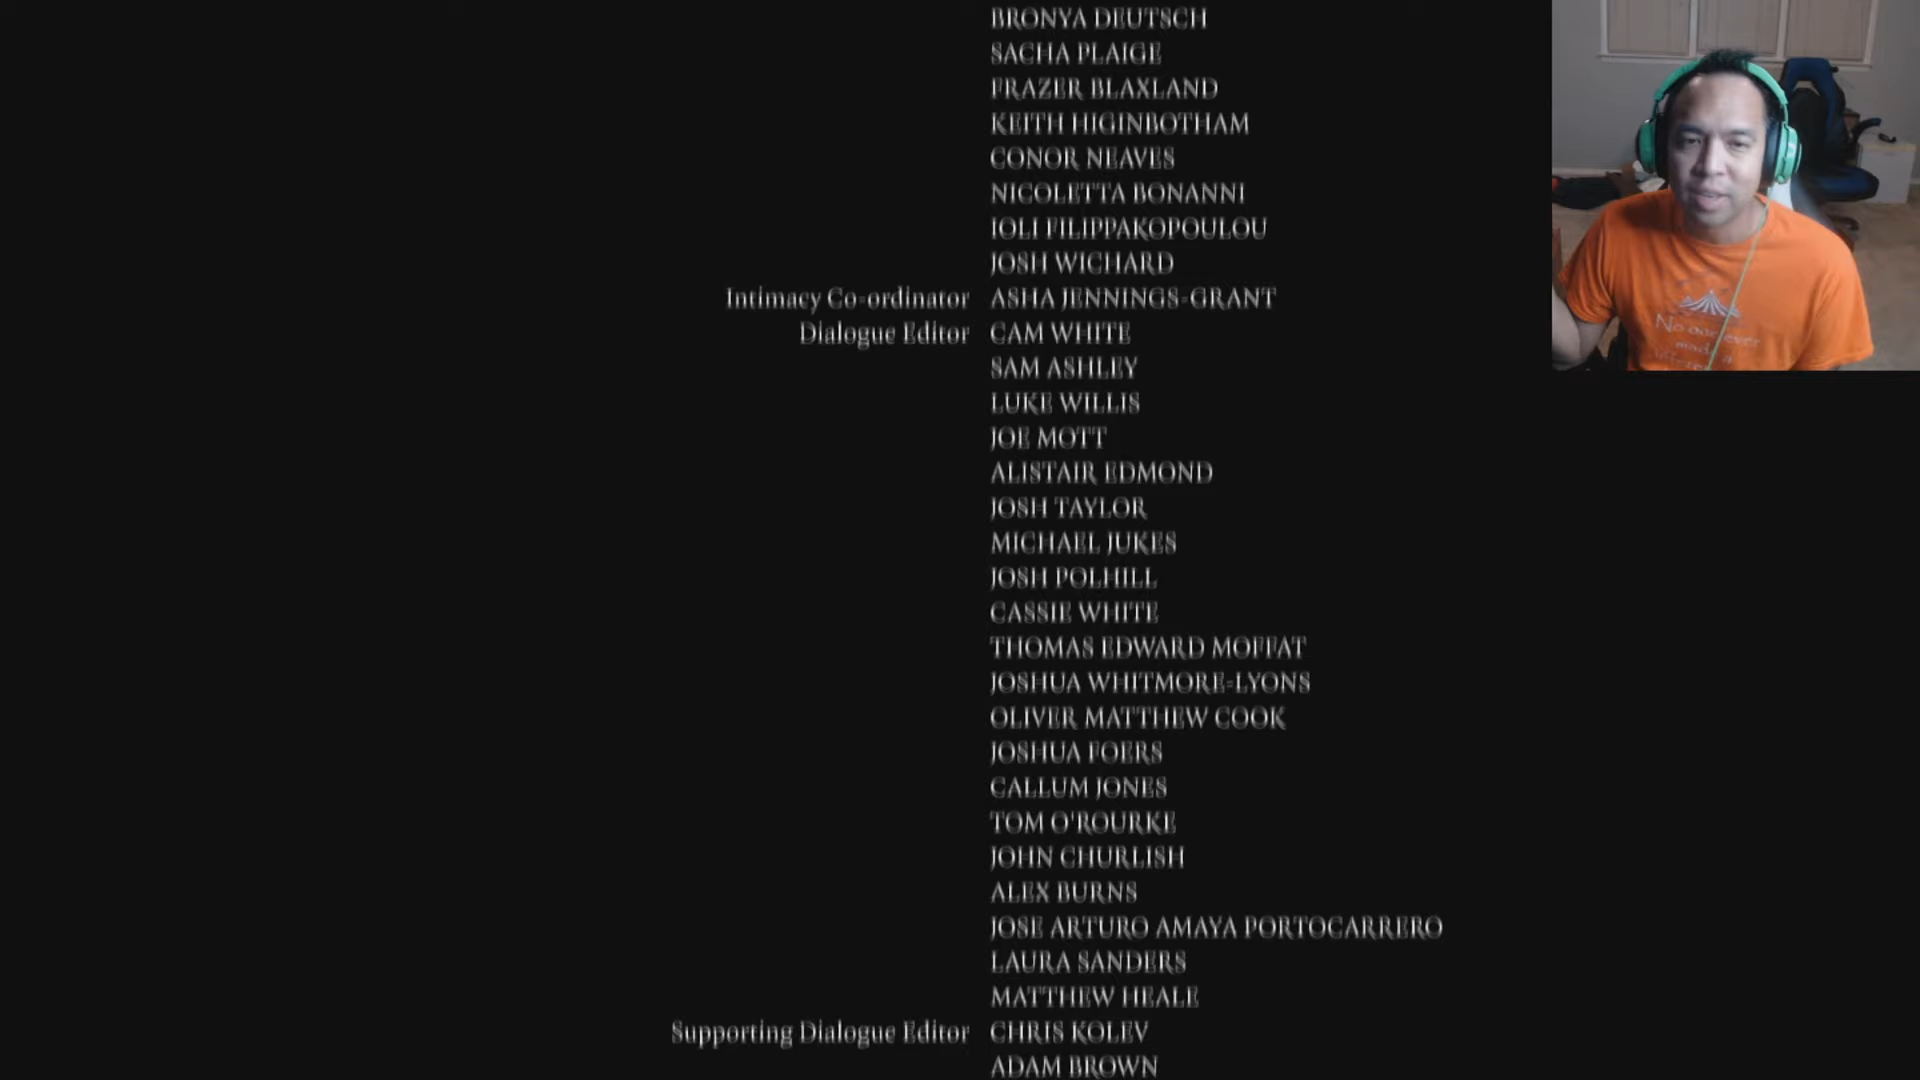 BRONYA DEUTSCH
SACHA PLAIGE
FRAZER BLAXLAND
KEITH HIGINBOTHAM
CONOR NEAVES
NICOLETTA BONANNI
IOLI FILIPPAKOPOULOU
JOSH WICHARD
Intimacy Co-ordinator ASHA JENNINGS-GRANT
Dialogue Editor CAM WHITE
SAM ASHLEY
LUKE WILLIS
JOE MOTT
ALISTAIR EDMOND
JOSH TAYLOR
MICHAEL JUKES
JOSH POLHILL
CASSIE WHITE
THOMAS EDWARD MOFFAT
JOSHUA WHITMORE-LYONS
OLIVER MATTHEW COOK
JOSHUA FOERS
CALLUM JONES
TOM O'ROURKE
JOHN CHURLISH
ALEX BURNS
JOSE ARTURO AMAYA PORTOCARRERO
LAURA SANDERS
MATTHEW HEALE
Supporting Dialogue Editor CHRIS KOLEV
ADAM BROWN
No one ever
made a